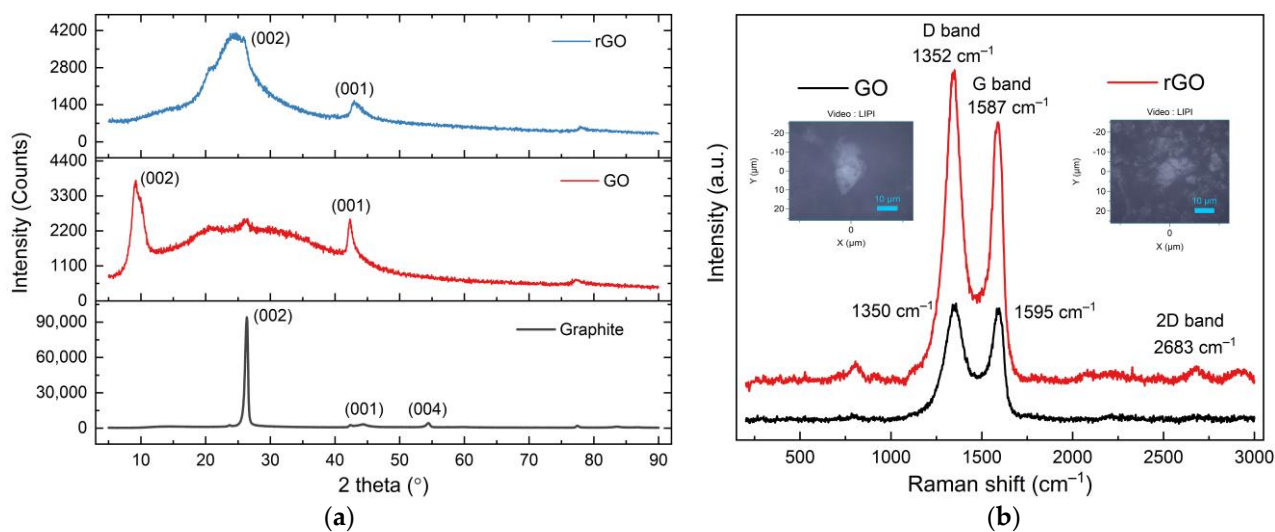 4200
2800
1400
0
(002)
(001)
rGO
4400
3300
2200
1100
0
(002)
(001)
GO
90,000
60,000
30,000
0
(002)
(001)
(004)
Graphite
10 20 30 40 50 60 70 80 90
2 theta (°)
Intensity (Counts)
(a)
D band
1352 cm⁻¹
G band
1587 cm⁻¹
GO
rGO
Video : LIPI
-20
-10
0
10
20
Y (µm)
10 µm
0
X (µm)
Video : LIPI
-20
-10
0
10
20
Y (µm)
10 µm
0
X (µm)
1350 cm⁻¹
1595 cm⁻¹
2D band
2683 cm⁻¹
Intensity (a.u.)
500 1000 1500 2000 2500 3000
Raman shift (cm⁻¹)
(b)